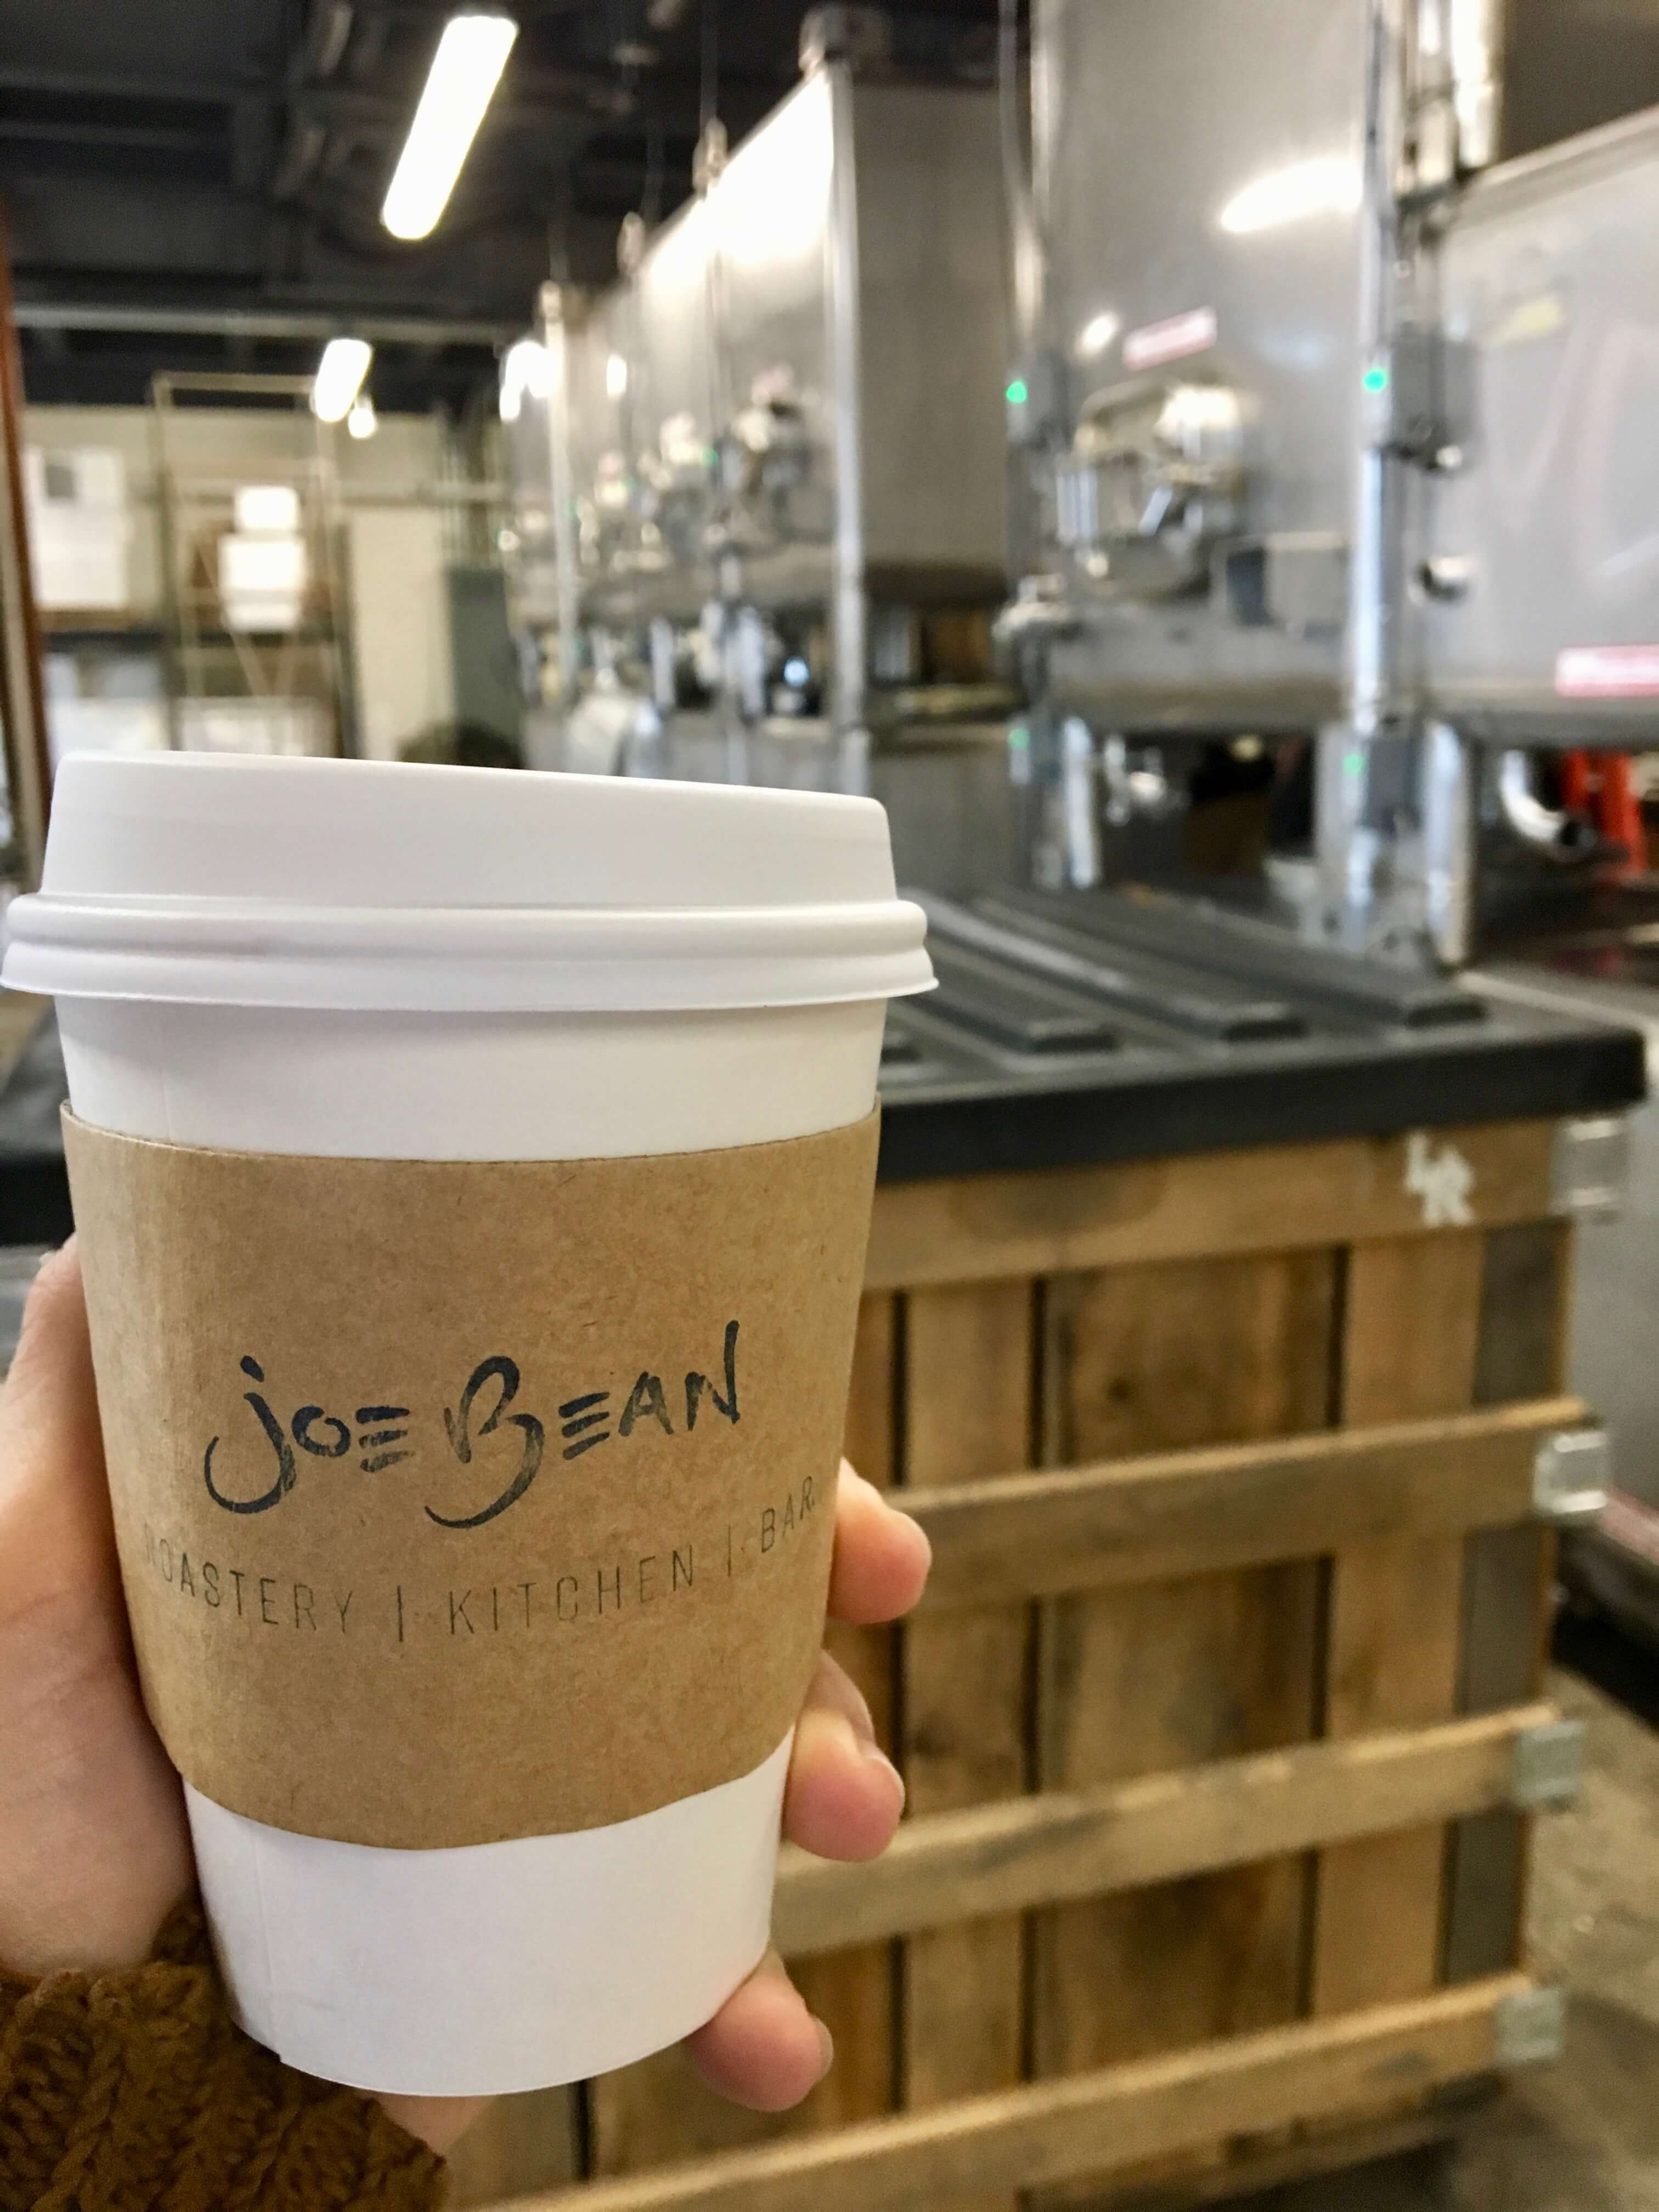 JOE BEAN
ROASTERY | KITCHEN | BAR